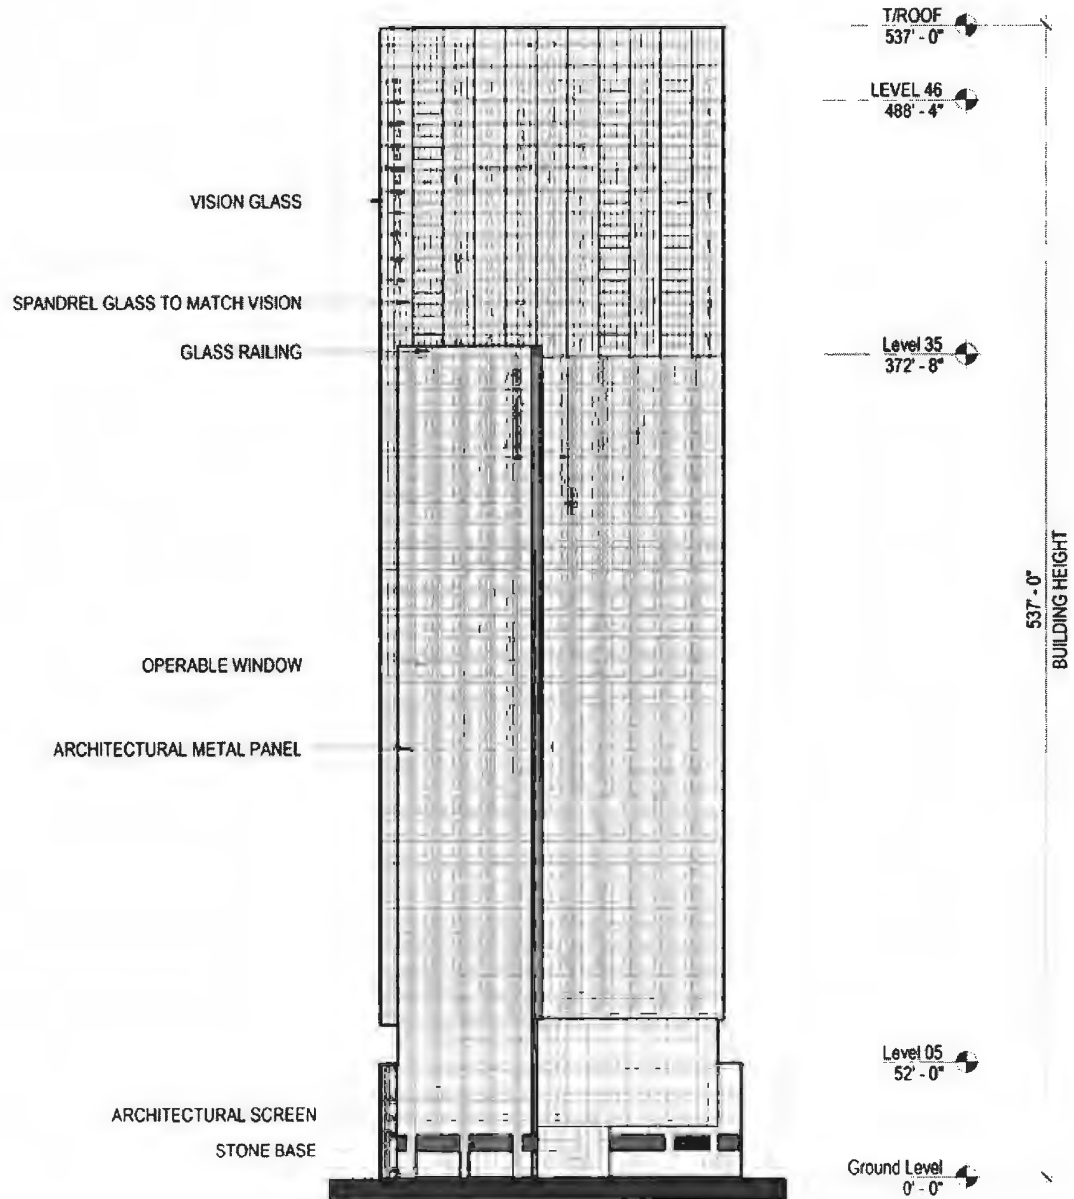 T/ROOF
537' - 0"
LEVEL 46
488' - 4"
VISION GLASS
SPANDREL GLASS TO MATCH VISION
GLASS RAILING
Level 35
372' - 8"
537' - 0"
BUILDING HEIGHT
OPERABLE WINDOW
ARCHITECTURAL METAL PANEL
Level 05
52' - 0"
ARCHITECTURAL SCREEN
STONE BASE
Ground Level
0' - 0"